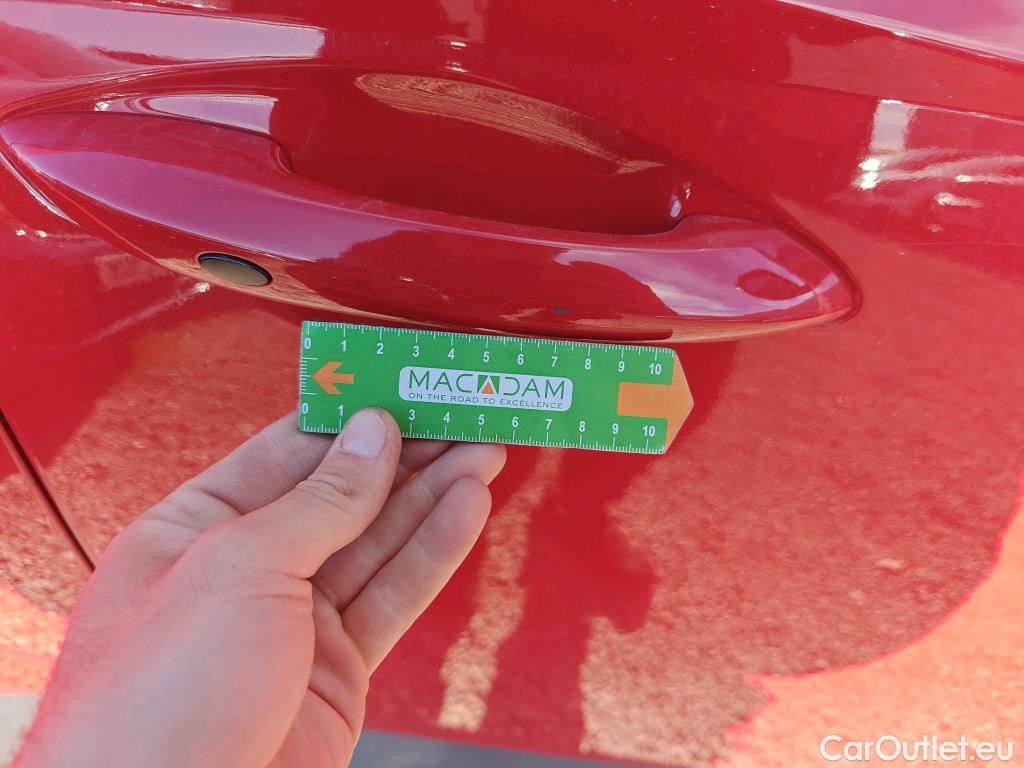 0 1 2 3 4 5 6 7 8 9 10
MACADAM
ON THE ROAD TO EXCELLENCE
0 1 3 4 5 6 7 8 9 10
CarOutlet.eu